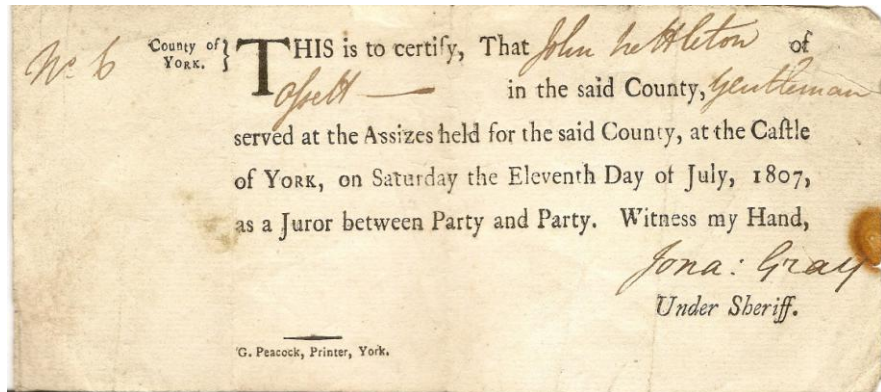 No 6 County of YORK. } THIS is to certify, That John Nettleton of
Ossett — in the said County, Gentleman
served at the Assizes held for the said County, at the Caſtle
of YORK, on Saturday the Eleventh Day of July, 1807,
as a Juror between Party and Party. Witness my Hand,
Jona: Gray
Under Sheriff.
G. Peacock, Printer, York.